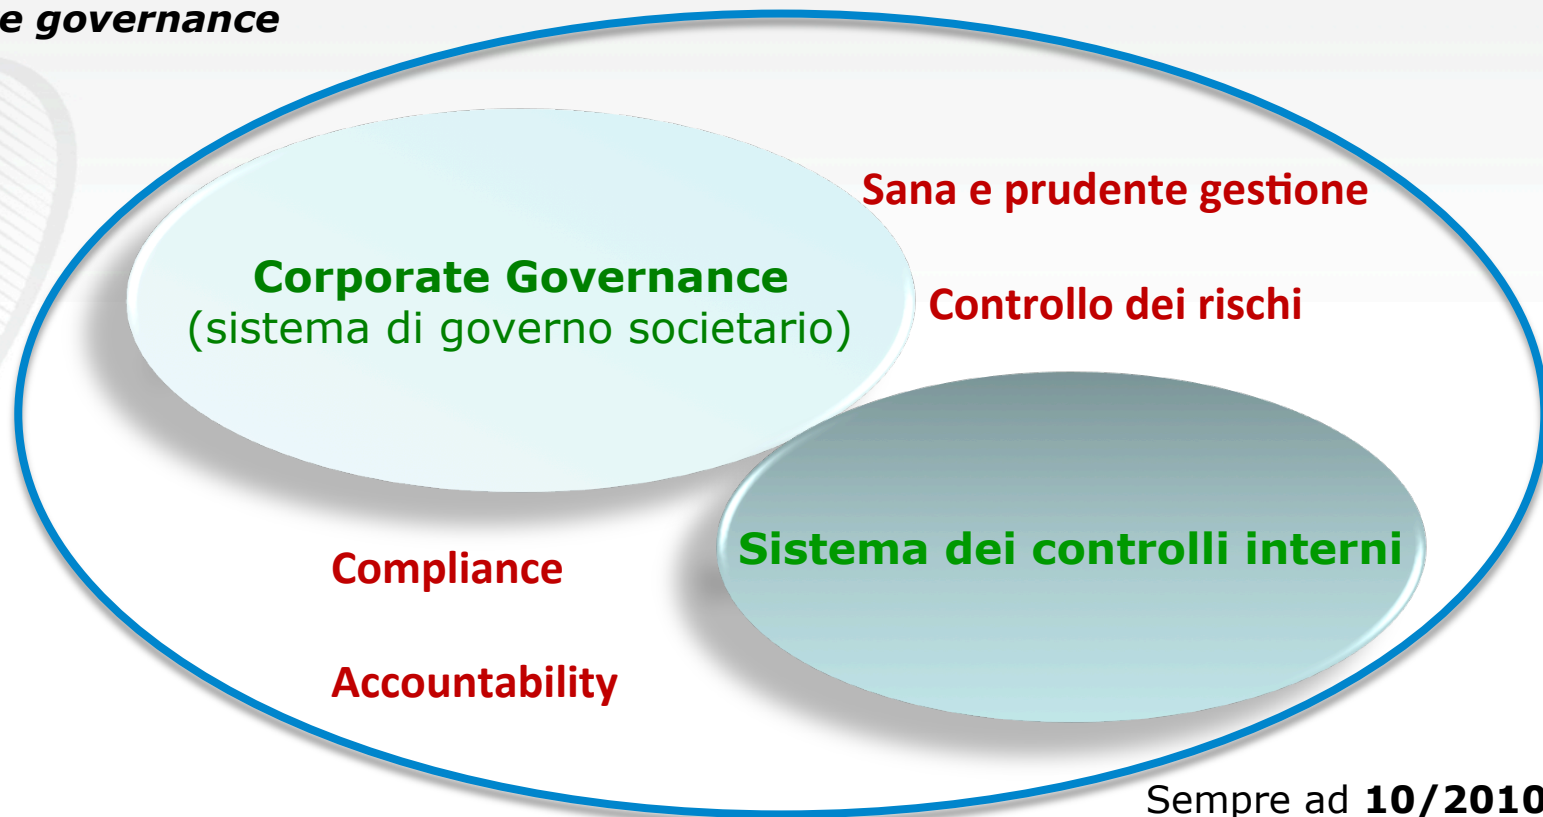 e governance
Sana e prudente gestione
Corporate Governance
(sistema di governo societario)
Controllo dei rischi
Sistema dei controlli interni
Compliance
Accountability
Sempre ad 10/2010